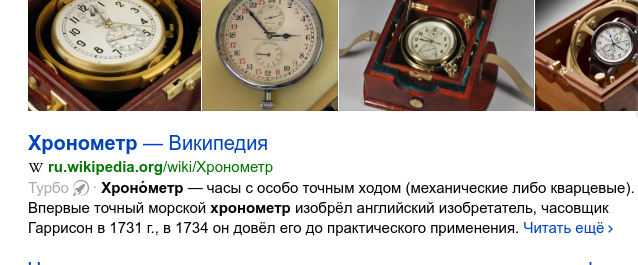 Хронометр — Википедия
W ru.wikipedia.org/wiki/Хронометр
Турбо · Хроно́метр — часы с особо точным ходом (механические либо кварцевые).
Впервые точный морской хронометр изобрёл английский изобретатель, часовщик
Гаррисон в 1731 г., в 1734 он довёл его до практического применения. Читать ещё ›